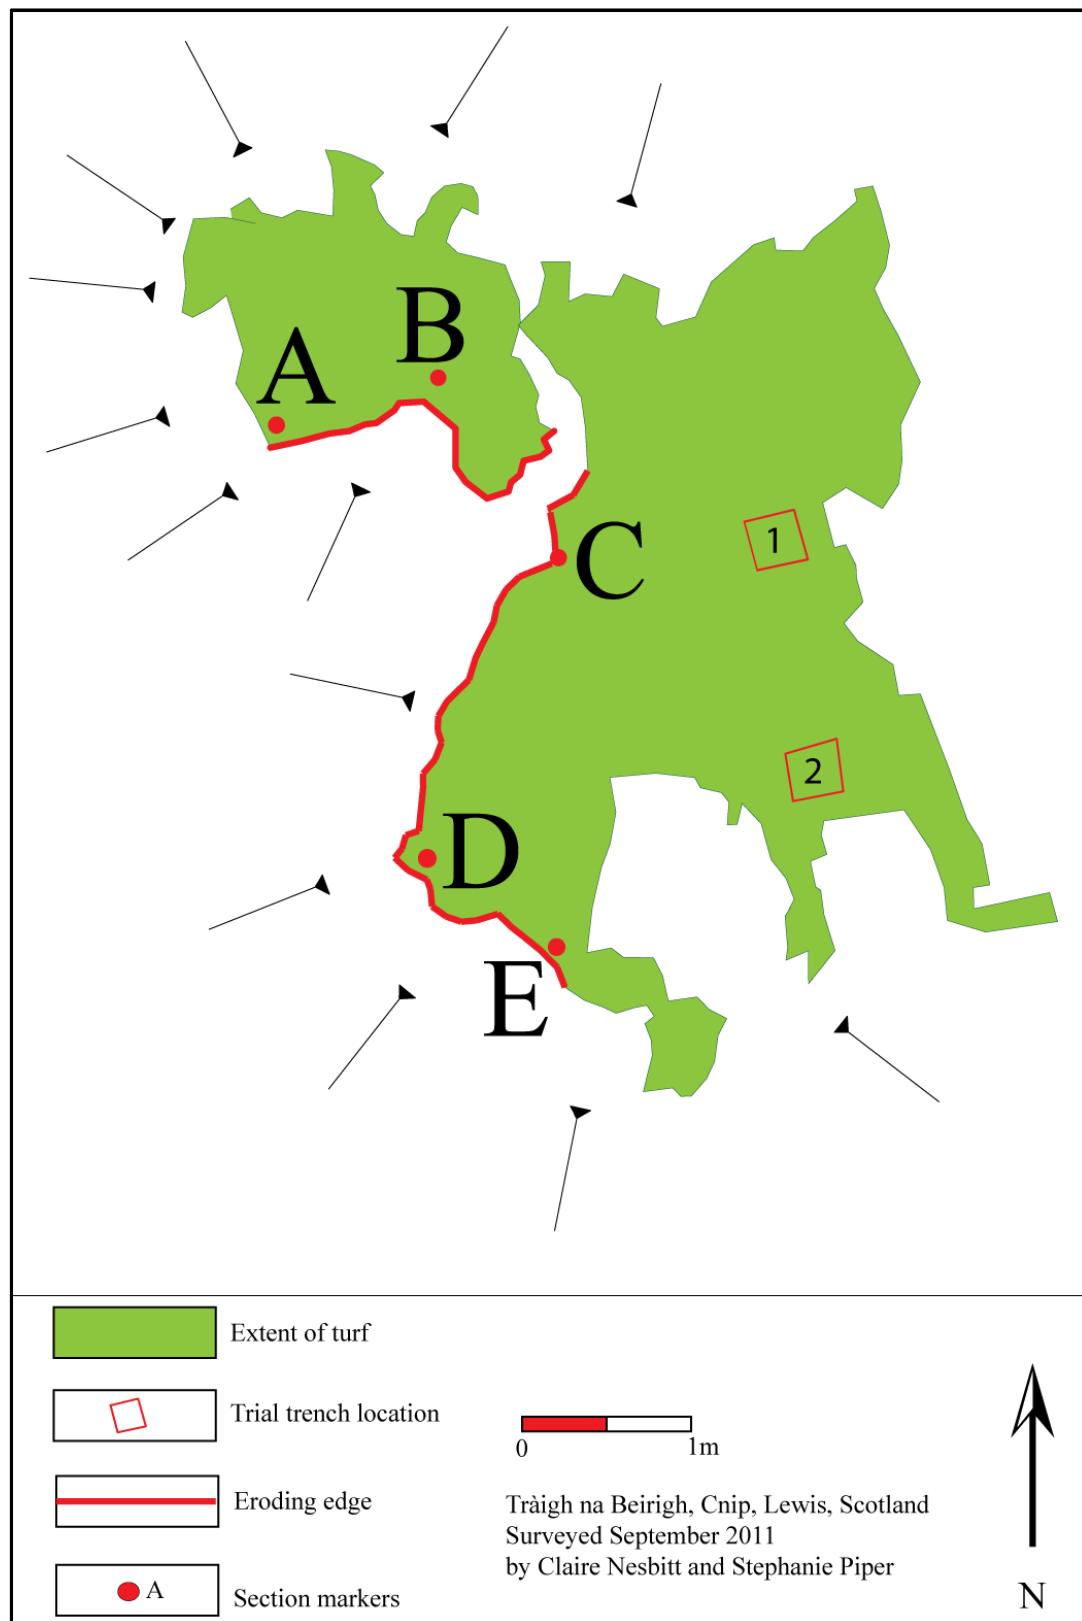 B
A
C
1
2
D
E
Extent of turf
Trial trench location
0 1m
Eroding edge
Tràigh na Beirigh, Cnip, Lewis, Scotland
Surveyed September 2011
by Claire Nesbitt and Stephanie Piper
A
Section markers
N